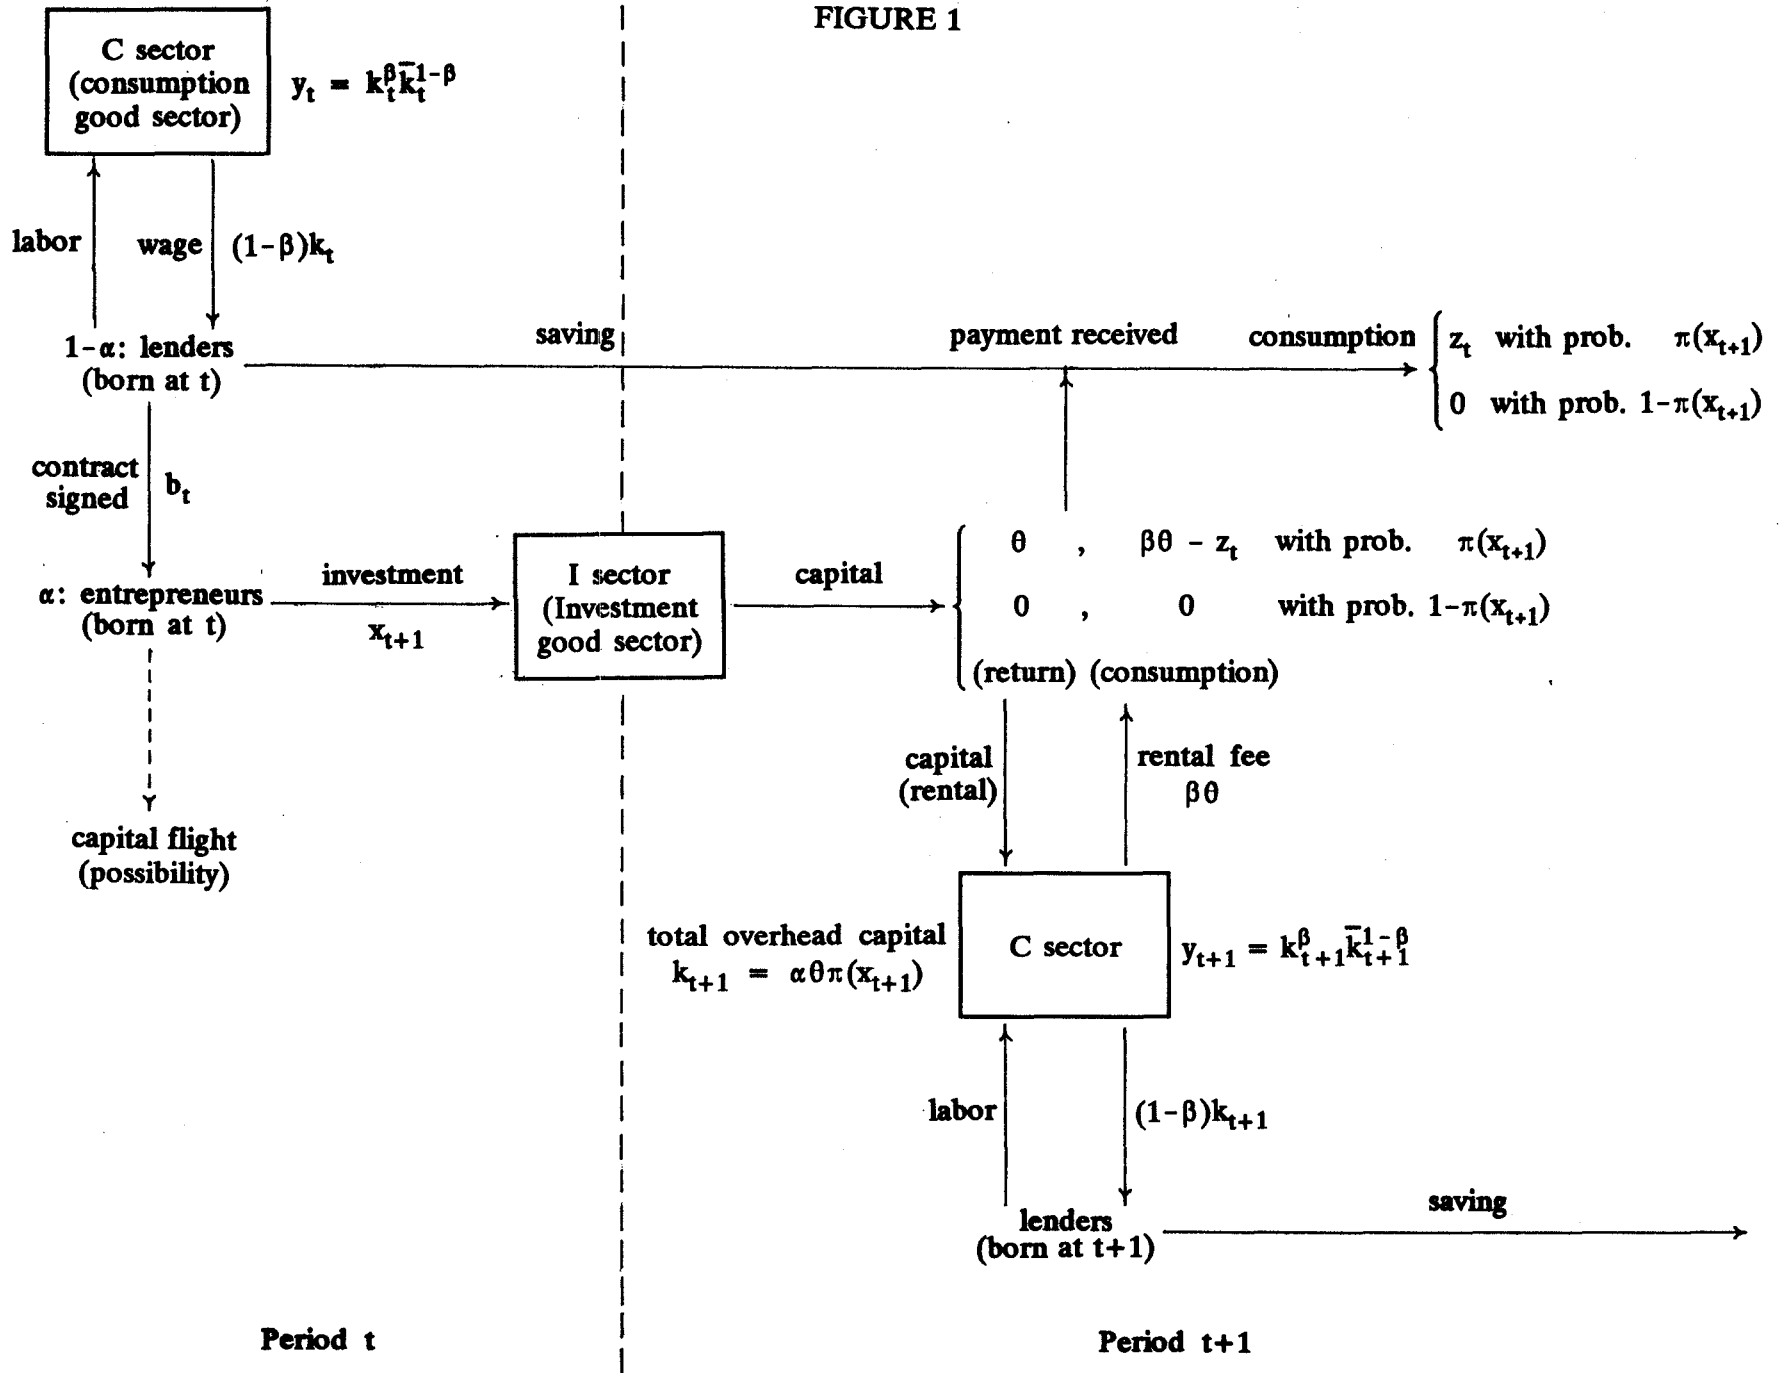 FIGURE 1
C sector
(consumption
good sector)
y_t = k_t^β k̄_t^{1-β}
labor
wage
(1-β)k_t
1-α: lenders
(born at t)
saving
payment received
consumption
z_t with prob. π(x_{t+1})
0 with prob. 1-π(x_{t+1})
contract
signed
b_t
α: entrepreneurs
(born at t)
investment
x_{t+1}
I sector
(Investment
good sector)
capital
θ , βθ - z_t with prob. π(x_{t+1})
0 , 0 with prob. 1-π(x_{t+1})
(return) (consumption)
capital flight
(possibility)
capital
(rental)
rental fee
βθ
total overhead capital
k_{t+1} = αθπ(x_{t+1})
C sector
y_{t+1} = k_{t+1}^β k̄_{t+1}^{1-β}
labor
(1-β)k_{t+1}
lenders
(born at t+1)
saving
Period t
Period t+1